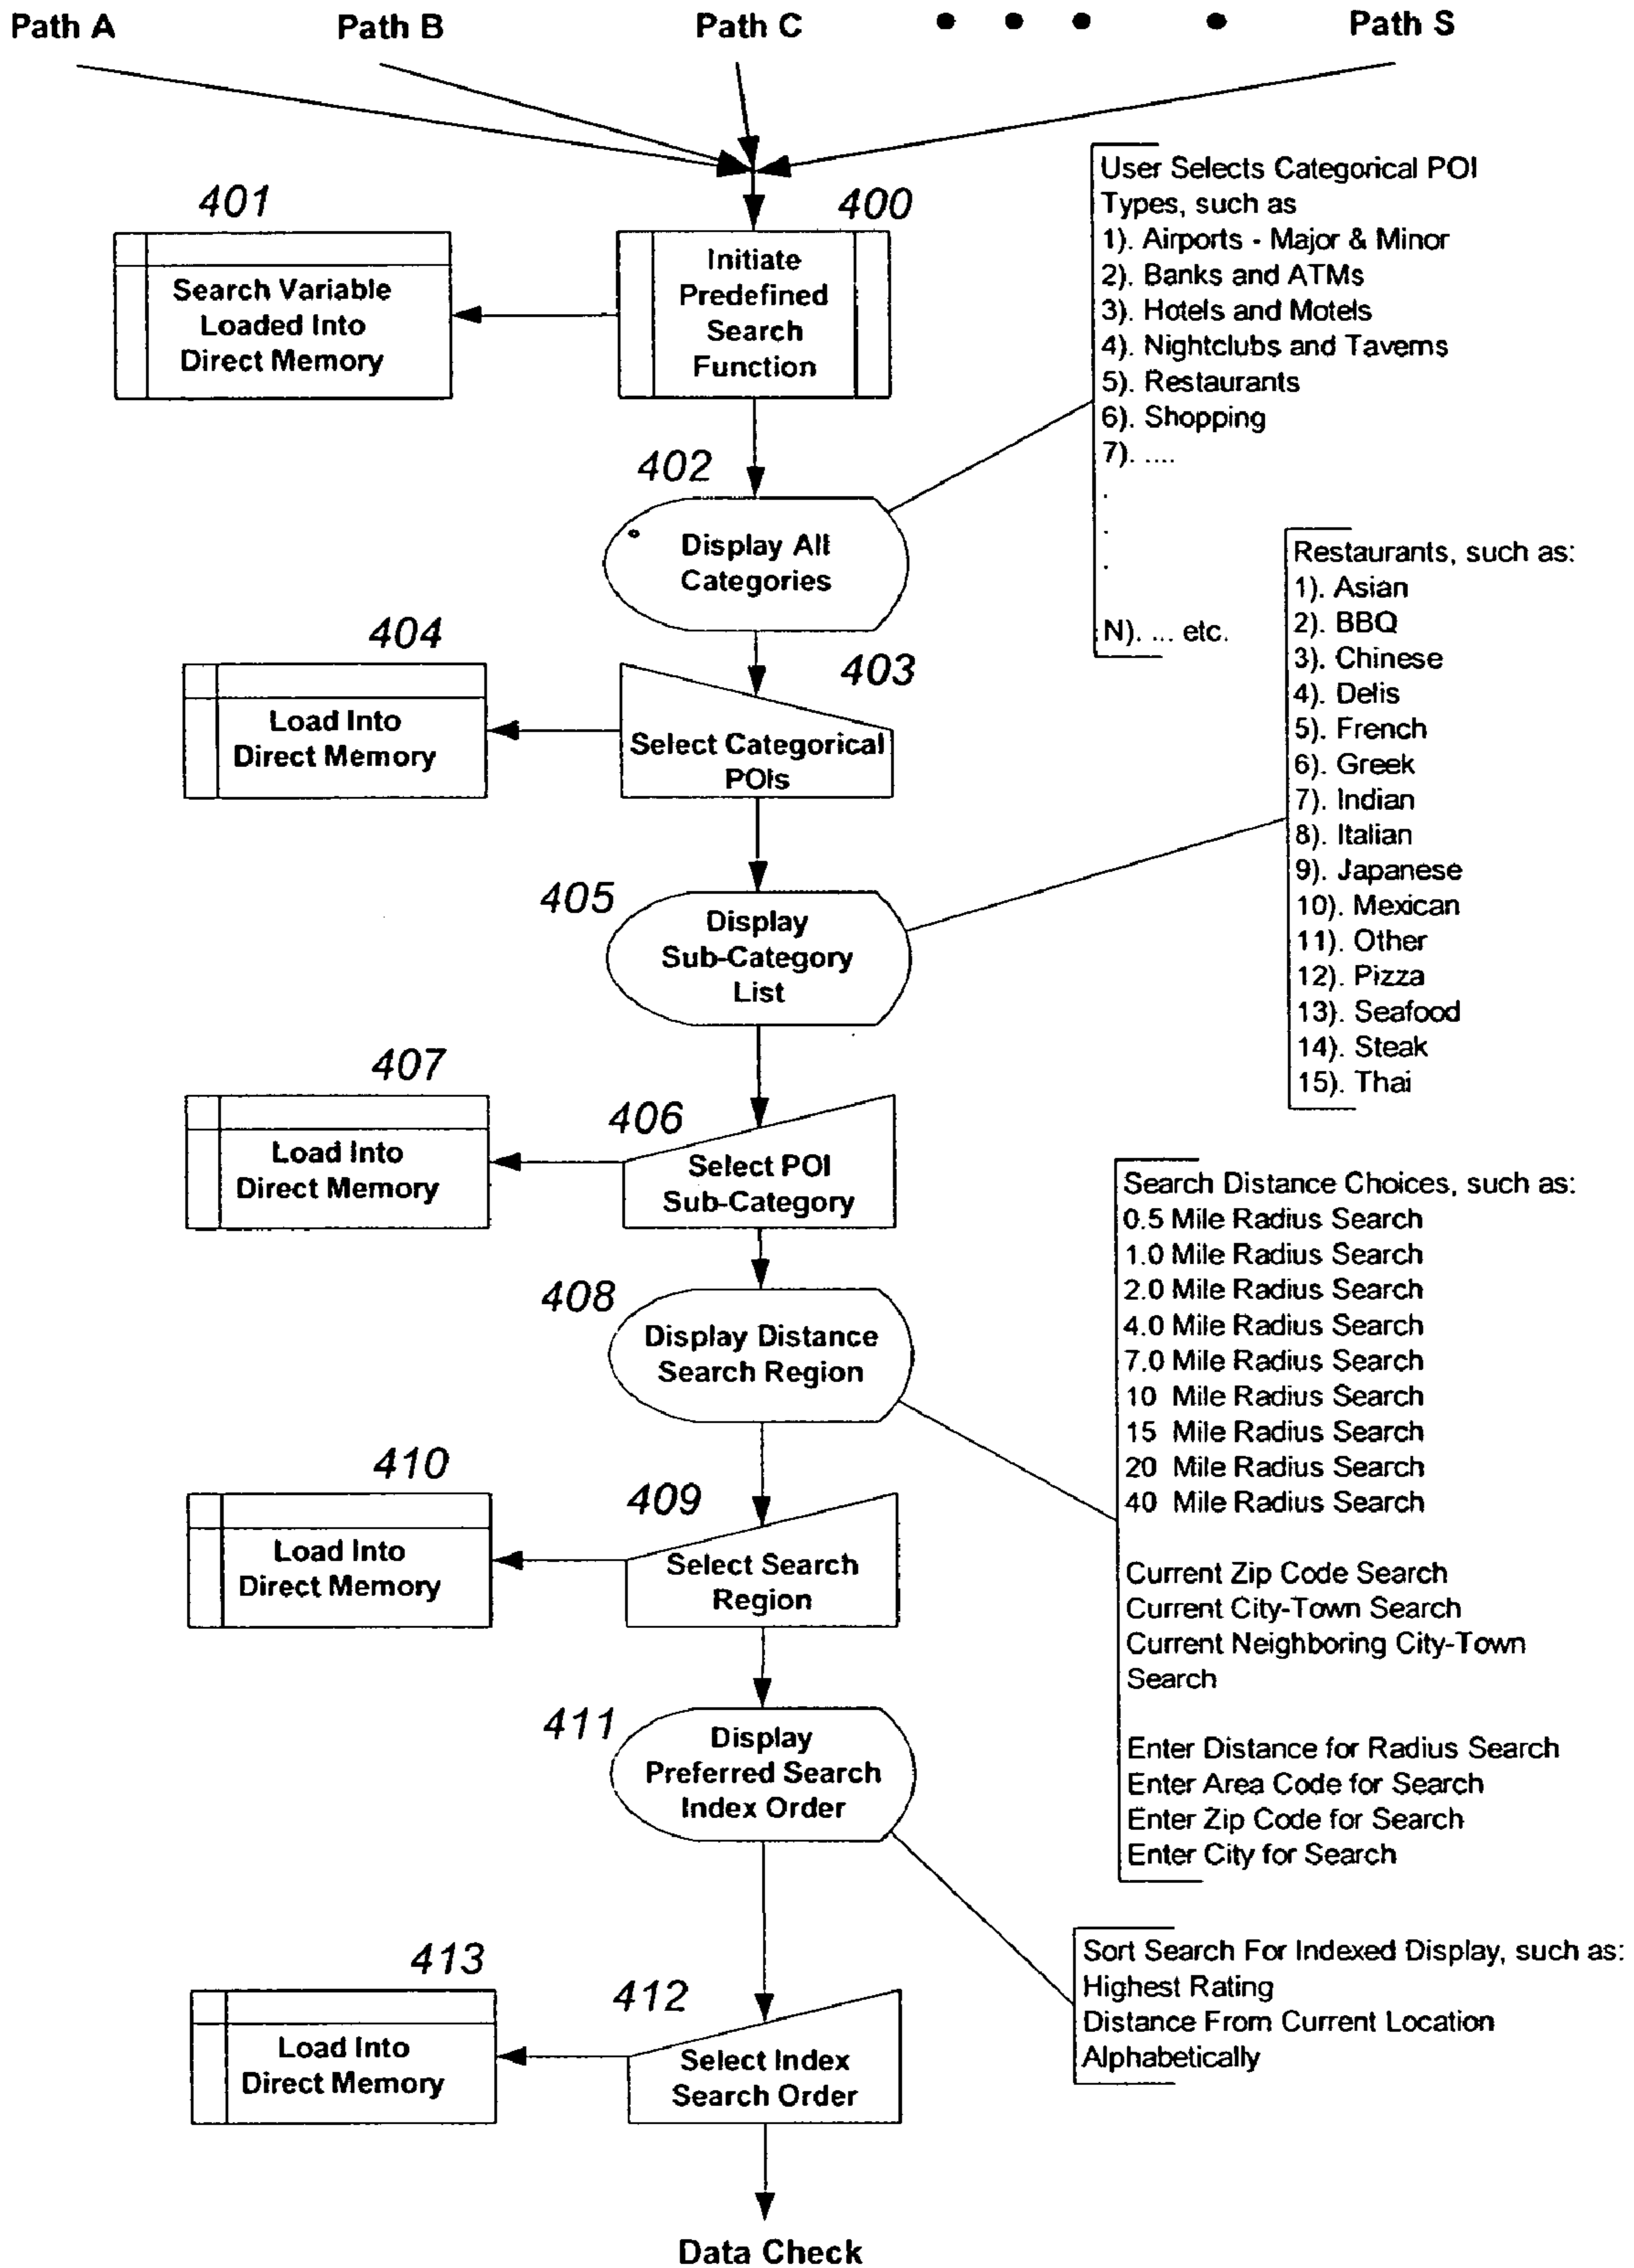 Path A
Path B
Path C
Path S
401
400
Search Variable
Loaded Into
Direct Memory
Initiate
Predefined
Search
Function
User Selects Categorical POI
Types, such as
1). Airports - Major & Minor
2). Banks and ATMs
3). Hotels and Motels
4). Nightclubs and Taverns
5). Restaurants
6). Shopping
7). ....
.
.
.
N). ... etc.
402
Display All
Categories
404
403
Load Into
Direct Memory
Select Categorical
POIs
Restaurants, such as:
1). Asian
2). BBQ
3). Chinese
4). Delis
5). French
6). Greek
7). Indian
8). Italian
9). Japanese
10). Mexican
11). Other
12). Pizza
13). Seafood
14). Steak
15). Thai
405
Display
Sub-Category
List
407
406
Load Into
Direct Memory
Select POI
Sub-Category
408
Display Distance
Search Region
Search Distance Choices, such as:
0.5 Mile Radius Search
1.0 Mile Radius Search
2.0 Mile Radius Search
4.0 Mile Radius Search
7.0 Mile Radius Search
10 Mile Radius Search
15 Mile Radius Search
20 Mile Radius Search
40 Mile Radius Search
Current Zip Code Search
Current City-Town Search
Current Neighboring City-Town
Search
Enter Distance for Radius Search
Enter Area Code for Search
Enter Zip Code for Search
Enter City for Search
410
409
Load Into
Direct Memory
Select Search
Region
411
Display
Preferred Search
Index Order
Sort Search For Indexed Display, such as:
Highest Rating
Distance From Current Location
Alphabetically
413
412
Load Into
Direct Memory
Select Index
Search Order
Data Check